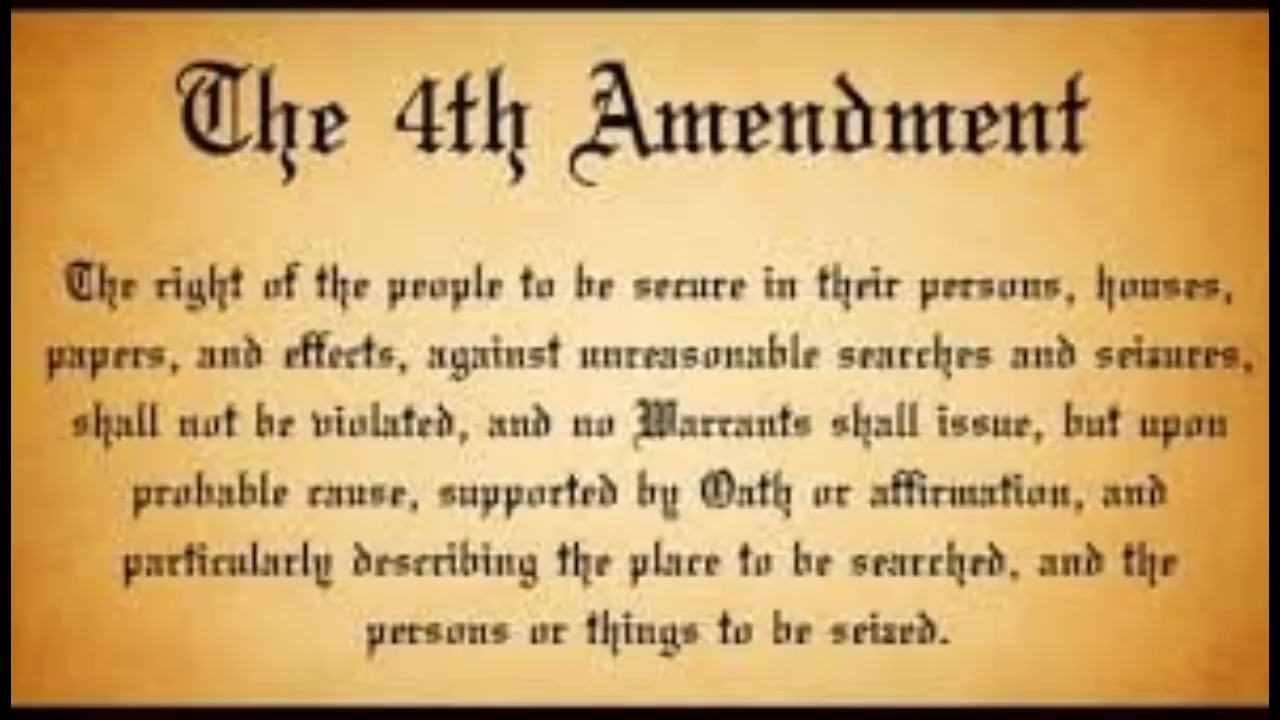 The 4th Amendment
The right of the people to be secure in their persons, houses,
papers, and effects, against unreasonable searches and seizures,
shall not be violated, and no Warrants shall issue, but upon
probable cause, supported by Oath or affirmation, and
particularly describing the place to be searched, and the
persons or things to be seized.